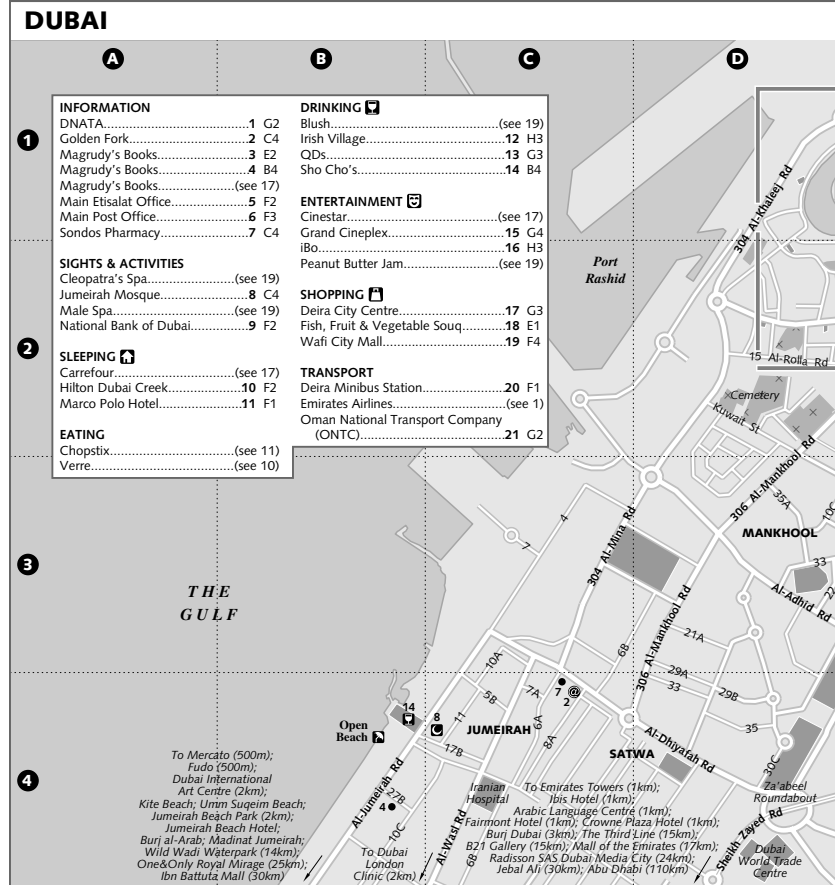 DUBAI
A B C D
1
2
3
4
INFORMATION
DNATA..............................1 G2
Golden Fork........................2 C4
Magrudy's Books..................3 E2
Magrudy's Books..................4 B4
Magrudy's Books...............(see 17)
Main Etisalat Office..............5 F2
Main Post Office...................6 F3
Sondos Pharmacy.................7 C4
SIGHTS & ACTIVITIES
Cleopatra's Spa..................(see 19)
Jumeirah Mosque..................8 C4
Male Spa............................(see 19)
National Bank of Dubai..........9 F2
SLEEPING
Carrefour...........................(see 17)
Hilton Dubai Creek...............10 F2
Marco Polo Hotel..................11 F1
EATING
Chopstix............................(see 11)
Verre.................................(see 10)
DRINKING
Blush.................................(see 19)
Irish Village........................12 H3
QDs...................................13 G3
Sho Cho's...........................14 B4
ENTERTAINMENT
Cinestar.............................(see 17)
Grand Cineplex....................15 G4
iBo....................................16 H3
Peanut Butter Jam...............(see 19)
SHOPPING
Deira City Centre..................17 G3
Fish, Fruit & Vegetable Souq...18 E1
Wafi City Mall......................19 F4
TRANSPORT
Deira Minibus Station............20 F1
Emirates Airlines..................(see 1)
Oman National Transport Company
(ONTC)..............................21 G2
304 Al-Khaleej Rd
Port
Rashid
15 Al-Rolla Rd
Cemetery
Kuwait St
306 Al-Mankhool Rd
35A
10C
MANKHOOL
4
7
304 Al-Mina Rd
33
22
Al-Adhid Rd
THE
GULF
21A
6B
306 Al-Mankhool Rd
10A
29A
33
29B
35
7
2
@
7A
5B
11
6A
8A
14
8
Open
Beach
JUMEIRAH
17B
SATWA
Al-Dhiyafah Rd
30C
Al-Jumeirah Rd
27B
4
10C
Al-Wasl Rd
6B
Iranian
Hospital
Za'abeel
Roundabout
Sheikh Zayed Rd
Dubai
World Trade
Centre
To Mercato (500m);
Fudo (500m);
Dubai International
Art Centre (2km);
Kite Beach; Umm Suqeim Beach;
Jumeirah Beach Park (2km);
Jumeirah Beach Hotel;
Burj al-Arab; Madinat Jumeirah;
Wild Wadi Waterpark (14km);
One&Only Royal Mirage (25km);
Ibn Battuta Mall (30km)
To Dubai
London
Clinic (2km)
To Emirates Towers (1km);
Ibis Hotel (1km);
Arabic Language Centre (1km);
Fairmont Hotel (1km); Crowne Plaza Hotel (1km);
Burj Dubai (3km); The Third Line (15km);
B21 Gallery (15km); Mall of the Emirates (17km);
Radisson SAS Dubai Media City (24km);
Jebal Ali (30km); Abu Dhabi (110km)